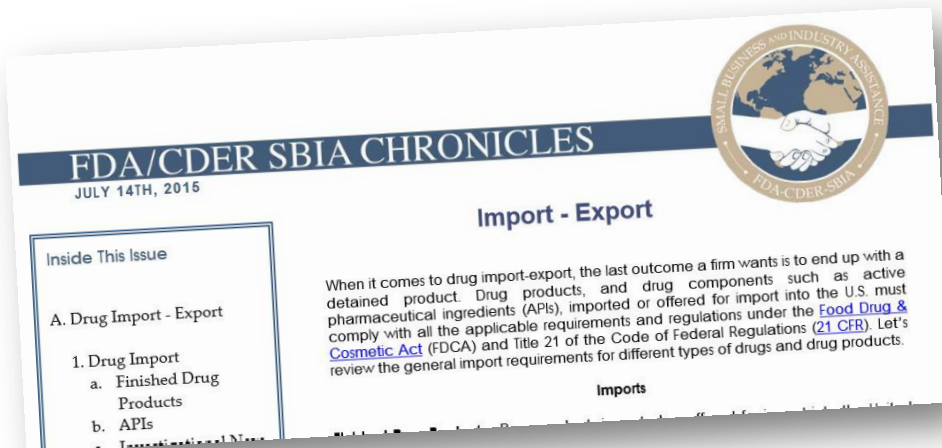 SMALL BUSINESS AND INDUSTRY ASSISTANCE
FDA-CDER-SBIA
FDA/CDER SBIA CHRONICLES
JULY 14TH, 2015
Inside This Issue
A. Drug Import - Export
1. Drug Import
a. Finished Drug
Products
b. APIs
Import - Export
When it comes to drug import-export, the last outcome a firm wants is to end up with a
detained product. Drug products, and drug components such as active
pharmaceutical ingredients (APIs), imported or offered for import into the U.S. must
comply with all the applicable requirements and regulations under the Food Drug &
Cosmetic Act (FDCA) and Title 21 of the Code of Federal Regulations (21 CFR). Let's
review the general import requirements for different types of drugs and drug products.
Imports